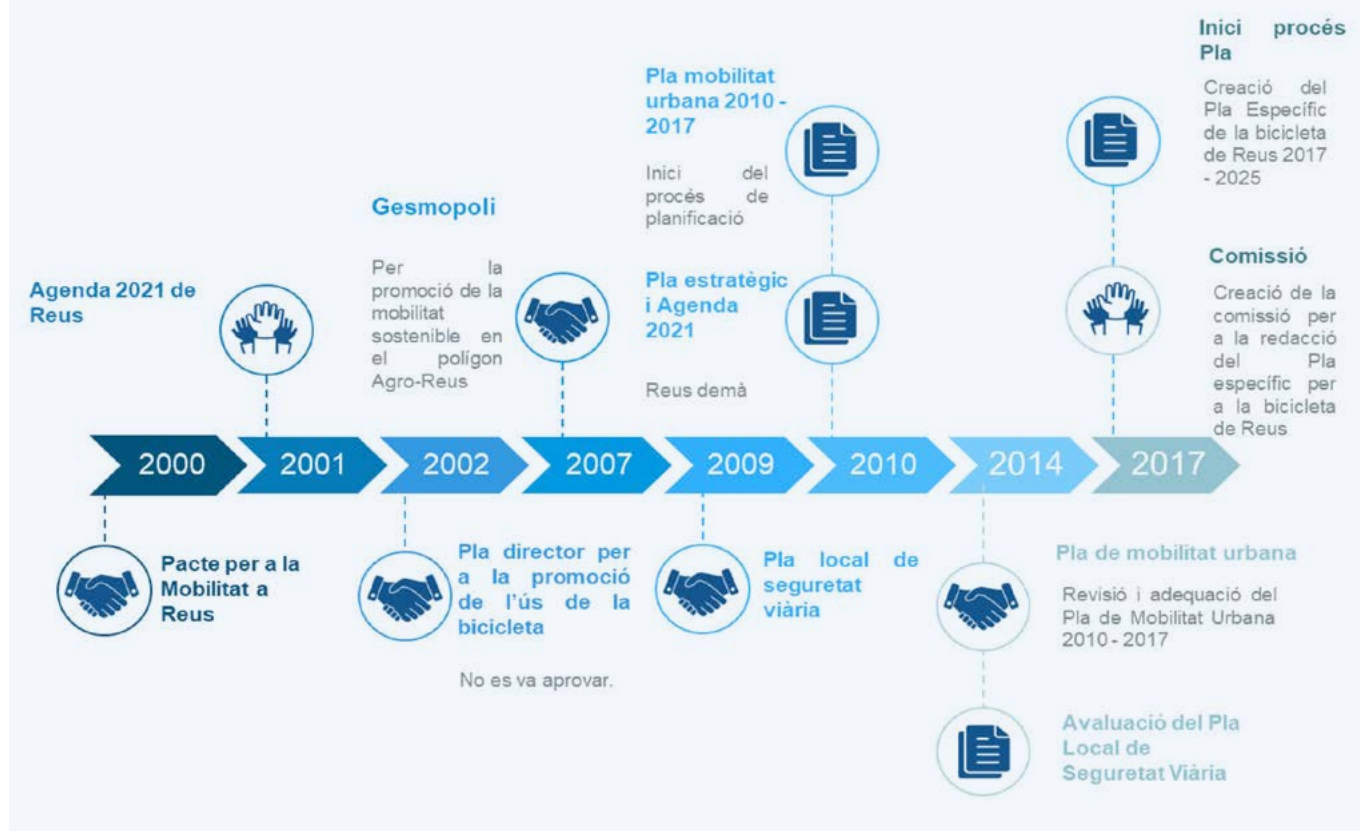 Inici procés
Pla
Creació del
Pla Específic
de la bicicleta
de Reus 2017
- 2025
Pla mobilitat
urbana 2010 -
2017
Inici del
procés de
planificació
Gesmopoli
Per la
promoció de la
mobilitat
sostenible en
el polígon
Agro-Reus
Pla estratègic
i Agenda
2021
Reus demà
Comissió
Creació de la
comissió per
a la redacció
del Pla
específic per
a la bicicleta
de Reus
Agenda 2021 de
Reus
2000
2001
2002
2007
2009
2010
2014
2017
Pacte per a la
Mobilitat a
Reus
Pla director per
a la promoció
de l'ús de la
bicicleta
No es va aprovar.
Pla local de
seguretat
viària
Pla de mobilitat urbana
Revisió i adequació del
Pla de Mobilitat Urbana
2010 - 2017
Avaluació del Pla
Local de
Seguretat Viària